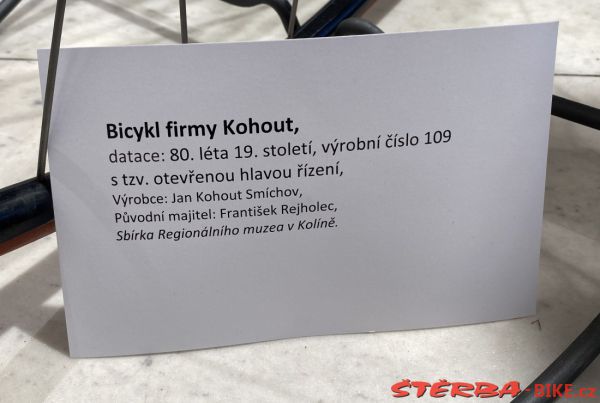 Bicykl firmy Kohout,
datace: 80. léta 19. století, výrobní číslo 109
s tzv. otevřenou hlavou řízení,
Výrobce: Jan Kohout Smíchov,
Původní majitel: František Rejholec,
Sbírka Regionálního muzea v Kolíně.
ŠTĚRBA-BIKE.cz